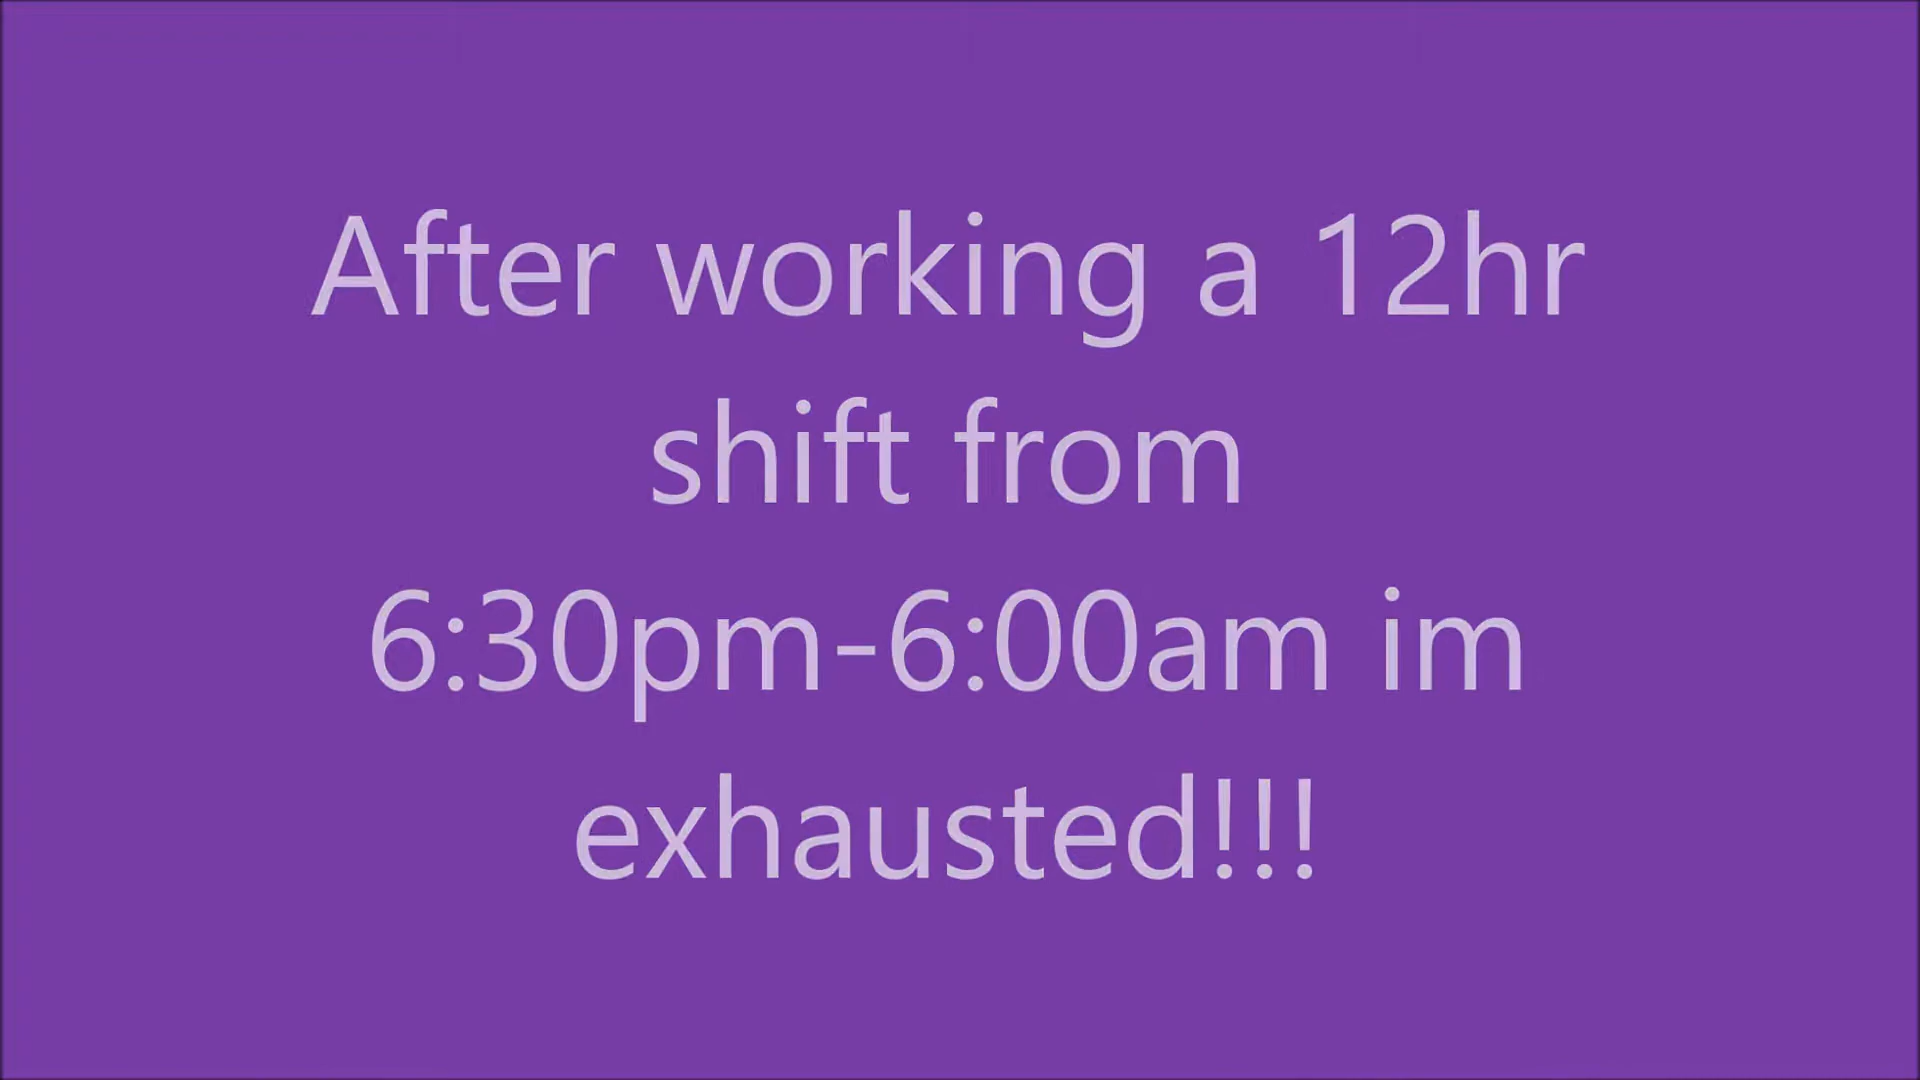 After working a 12hr
shift from
6:30pm-6:00am im
exhausted!!!